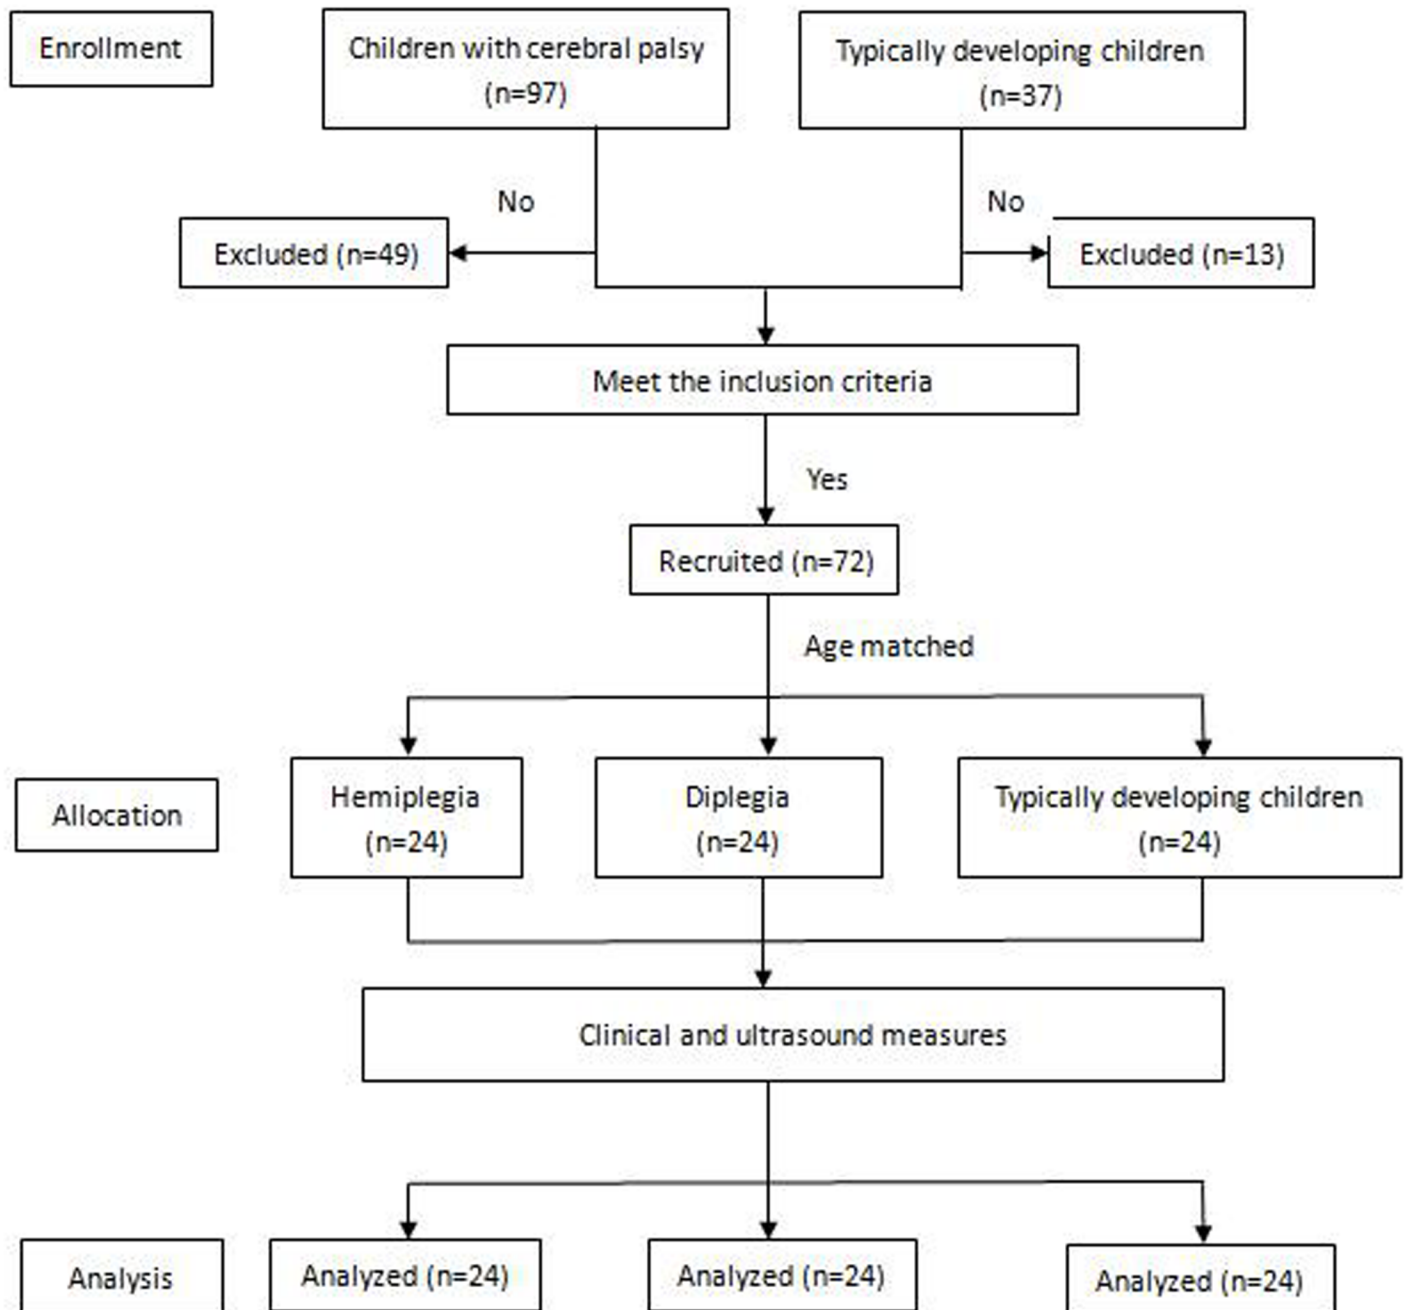 Enrollment
Children with cerebral palsy
(n=97)
Typically developing children
(n=37)
No
No
Excluded (n=49)
Excluded (n=13)
Meet the inclusion criteria
Yes
Recruited (n=72)
Age matched
Allocation
Hemiplegia
(n=24)
Diplegia
(n=24)
Typically developing children
(n=24)
Clinical and ultrasound measures
Analysis
Analyzed (n=24)
Analyzed (n=24)
Analyzed (n=24)